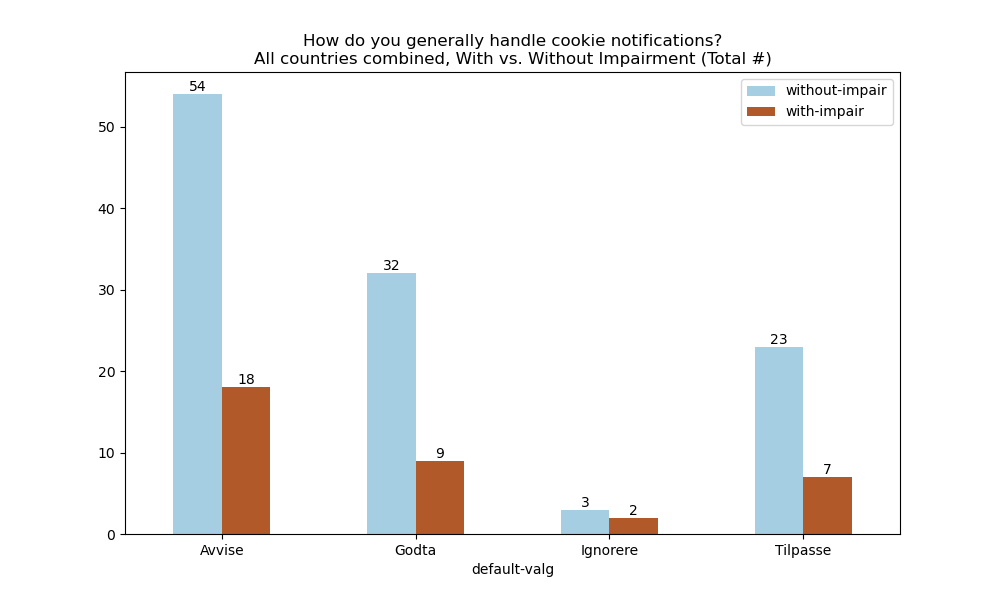 How do you generally handle cookie notifications?
All countries combined, With vs. Without Impairment (Total #)
without-impair
with-impair
54
18
32
9
3
2
23
7
50
40
30
20
10
0
Avvise
Godta
Ignorere
Tilpasse
default-valg